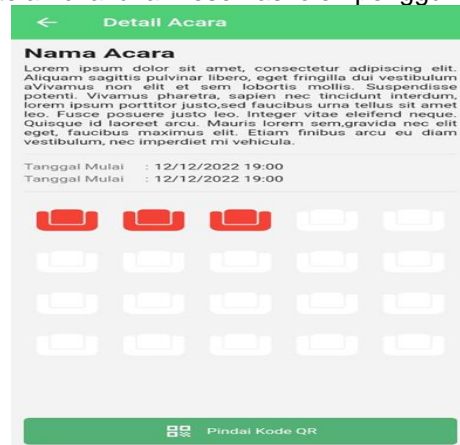 Detail Acara
Nama Acara
Lorem ipsum dolor sit amet, consectetur adipiscing elit.
Aliquam sagittis pulvinar libero, eget fringilla dui vestibulum
aVivamus non elit et sem lobortis mollis. Suspendisse
potenti. Vivamus pharetra, sapien nec tincidunt interdum,
lorem ipsum porttitor justo,sed faucibus urna tellus sit amet
leo. Fusce posuere justo leo. Integer vitae eleifend neque.
Quisque id laoreet arcu. Mauris lorem sem,gravida nec elit
eget, faucibus maximus elit. Etiam finibus arcu eu diam
vestibulum, nec imperdiet mi vehicula.
Tanggal Mulai : 12/12/2022 19:00
Tanggal Mulai : 12/12/2022 19:00
Pindai Kode QR